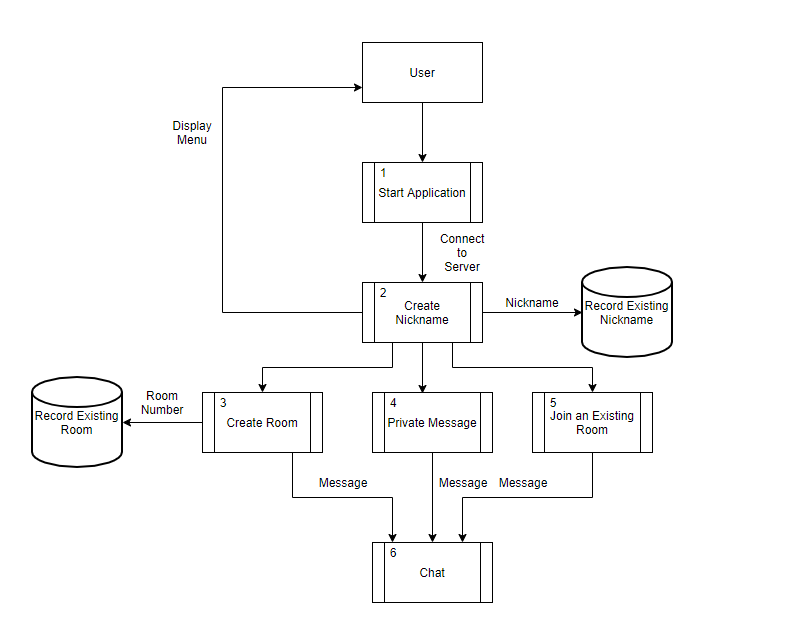 User
Display
Menu
1
Start Application
Connect
to
Server
2
Create
Nickname
Nickname
Record Existing
Nickname
Room
Number
Record Existing
Room
3
Create Room
4
Private Message
5
Join an Existing
Room
Message
Message
Message
6
Chat